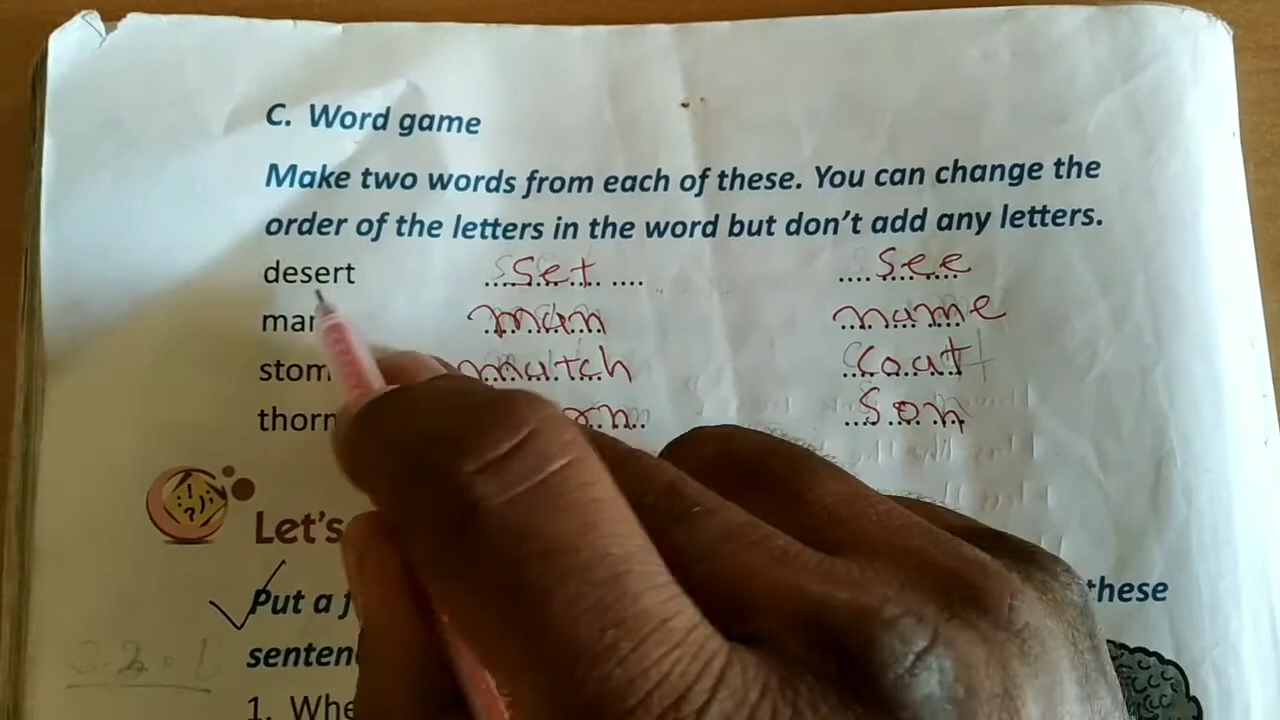 C. Word game
Make two words from each of these. You can change the
order of the letters in the word but don't add any letters.
desert ....Set.... ....See....
mar ....man.... ....name....
stom match ....Coat....
thorn on.. ....Son....
Let's
Put a f these
senten
1. Whe